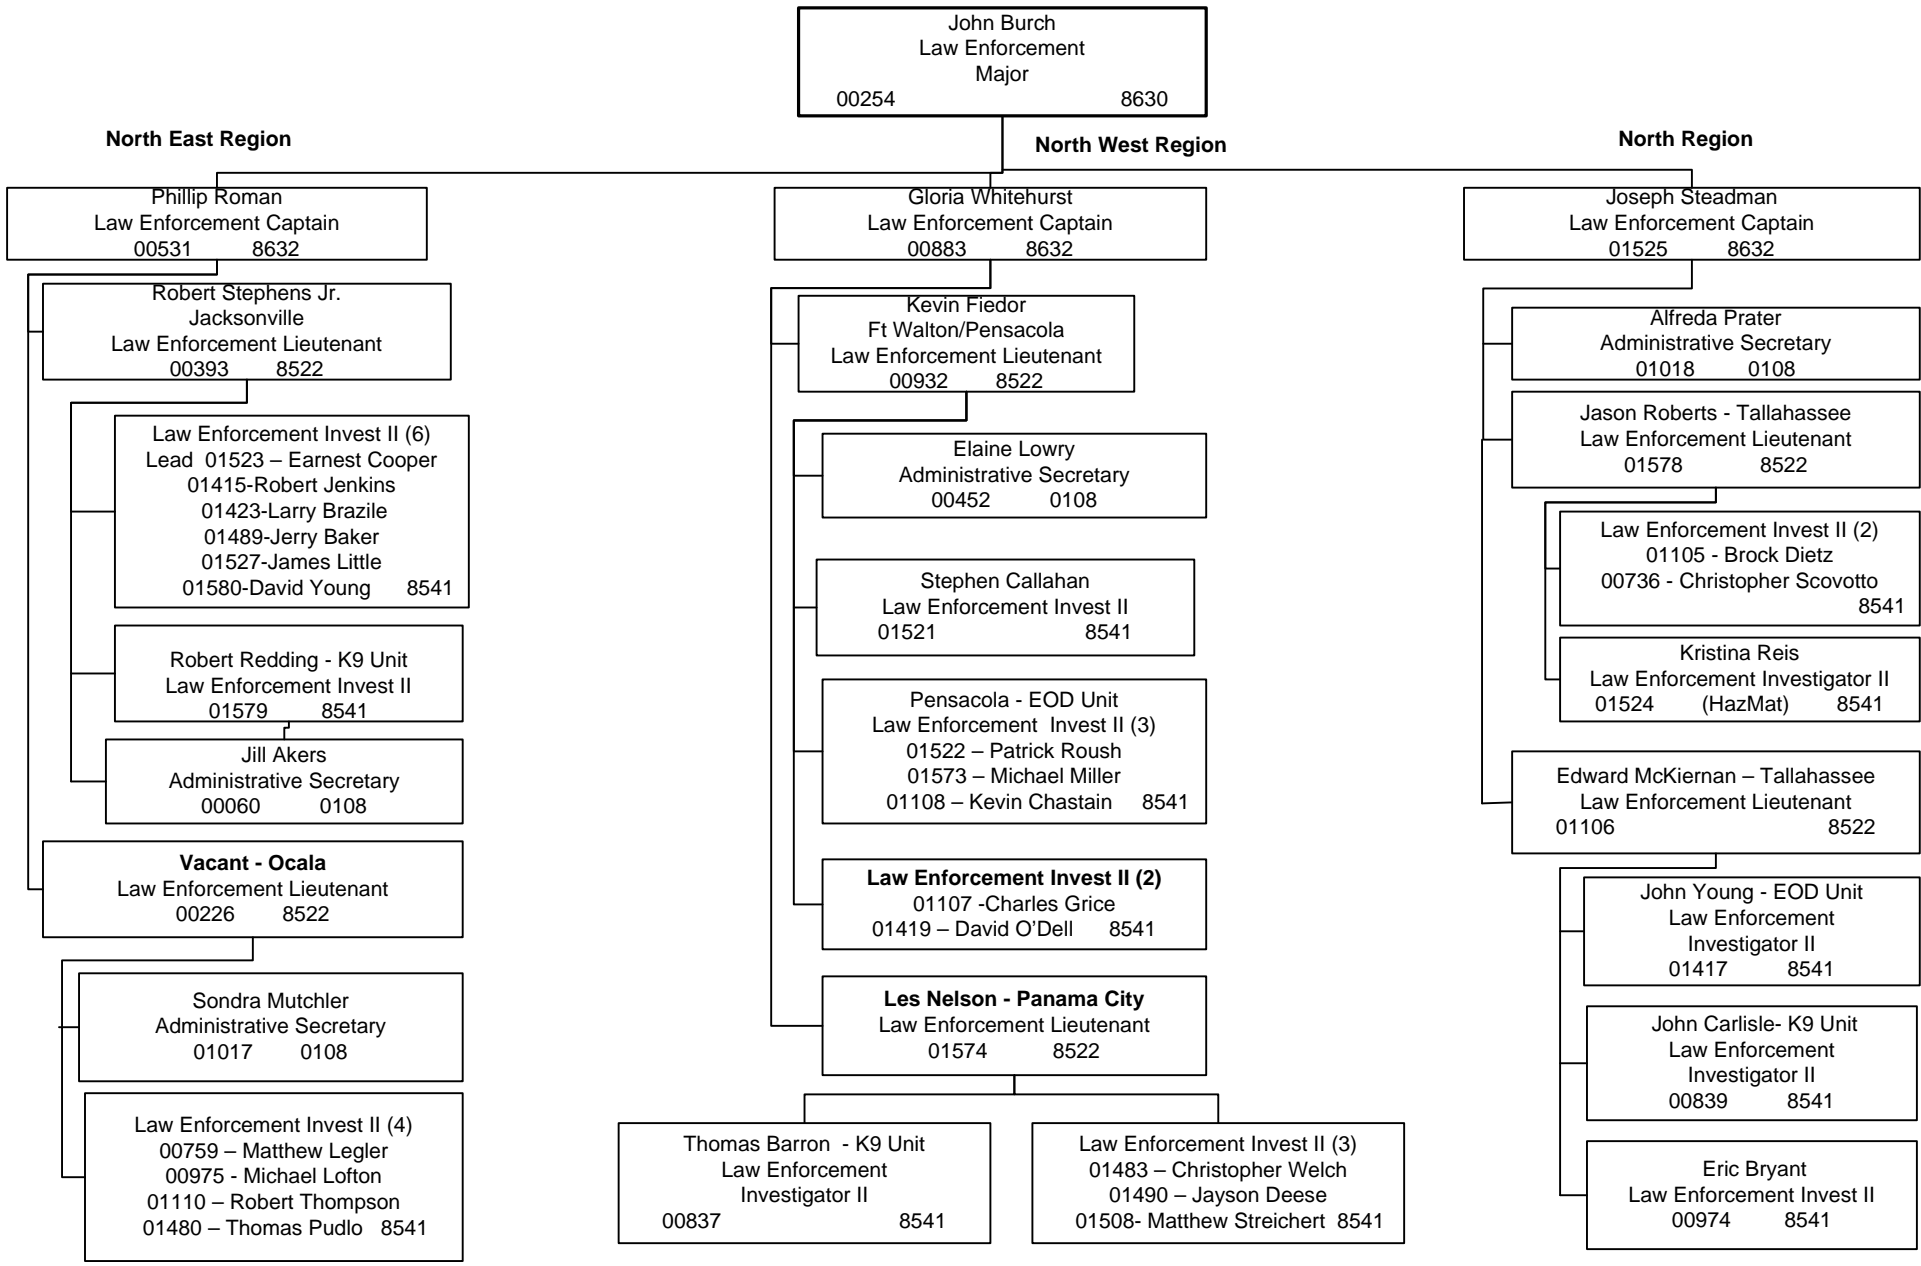 John Burch
Law Enforcement
Major
00254 8630
North East Region
North West Region
North Region
Phillip Roman
Law Enforcement Captain
00531 8632
Robert Stephens Jr.
Jacksonville
Law Enforcement Lieutenant
00393 8522
Law Enforcement Invest II (6)
Lead 01523 – Earnest Cooper
01415-Robert Jenkins
01423-Larry Brazile
01489-Jerry Baker
01527-James Little
01580-David Young 8541
Robert Redding - K9 Unit
Law Enforcement Invest II
01579 8541
Jill Akers
Administrative Secretary
00060 0108
Vacant - Ocala
Law Enforcement Lieutenant
00226 8522
Sondra Mutchler
Administrative Secretary
01017 0108
Law Enforcement Invest II (4)
00759 – Matthew Legler
00975 - Michael Lofton
01110 – Robert Thompson
01480 – Thomas Pudlo 8541
Gloria Whitehurst
Law Enforcement Captain
00883 8632
Kevin Fiedor
Ft Walton/Pensacola
Law Enforcement Lieutenant
00932 8522
Elaine Lowry
Administrative Secretary
00452 0108
Stephen Callahan
Law Enforcement Invest II
01521 8541
Pensacola - EOD Unit
Law Enforcement Invest II (3)
01522 – Patrick Roush
01573 – Michael Miller
01108 – Kevin Chastain 8541
Law Enforcement Invest II (2)
01107 -Charles Grice
01419 – David O’Dell 8541
Les Nelson - Panama City
Law Enforcement Lieutenant
01574 8522
Thomas Barron - K9 Unit
Law Enforcement
Investigator II
00837 8541
Law Enforcement Invest II (3)
01483 – Christopher Welch
01490 – Jayson Deese
01508- Matthew Streichert 8541
Joseph Steadman
Law Enforcement Captain
01525 8632
Alfreda Prater
Administrative Secretary
01018 0108
Jason Roberts - Tallahassee
Law Enforcement Lieutenant
01578 8522
Law Enforcement Invest II (2)
01105 - Brock Dietz
00736 - Christopher Scovotto
8541
Kristina Reis
Law Enforcement Investigator II
01524 (HazMat) 8541
Edward McKiernan – Tallahassee
Law Enforcement Lieutenant
01106 8522
John Young - EOD Unit
Law Enforcement
Investigator II
01417 8541
John Carlisle- K9 Unit
Law Enforcement
Investigator II
00839 8541
Eric Bryant
Law Enforcement Invest II
00974 8541